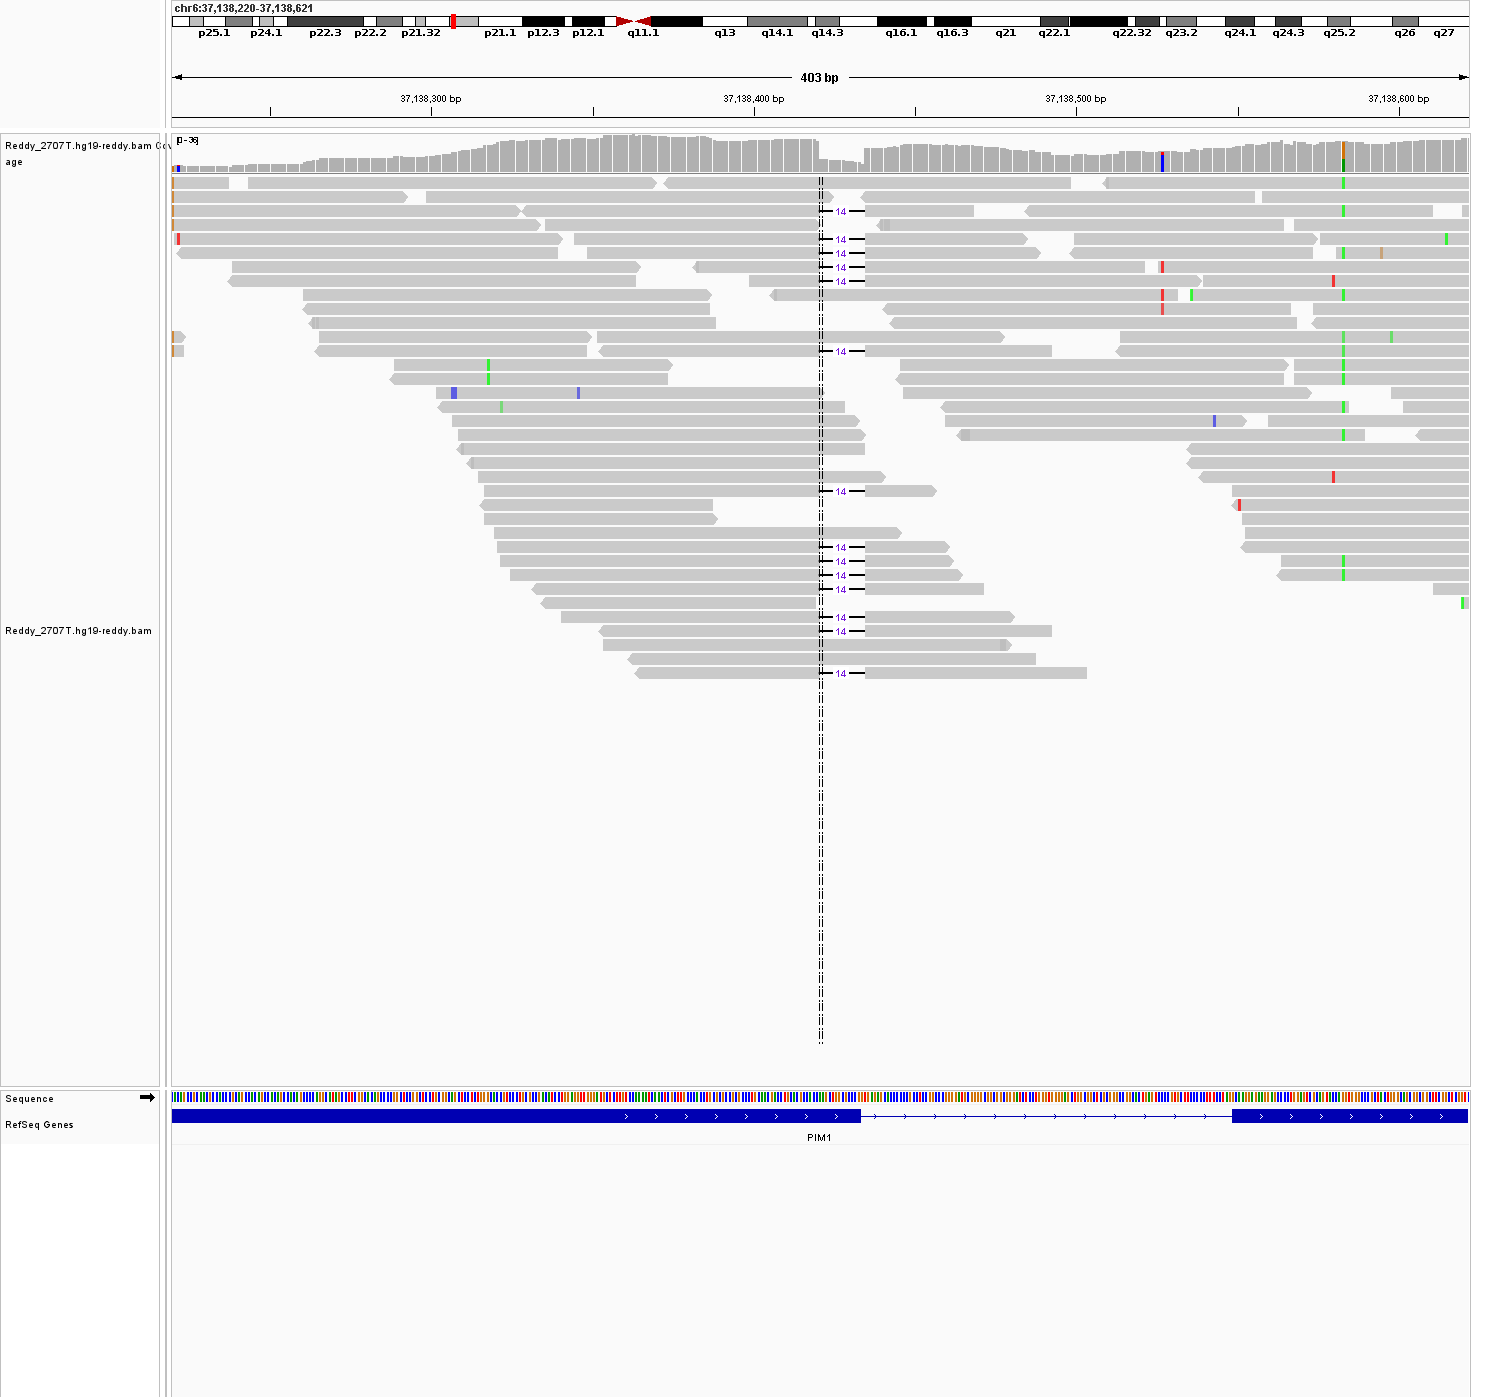 chr6:37,138,220-37,138,621
p25.1 p24.1 p22.3 p22.2 p21.32 p21.1 p12.3 p12.1 q11.1 q13 q14.1 q14.3 q16.1 q16.3 q21 q22.1 q22.32 q23.2 q24.1 q24.3 q25.2 q26 q27
403 bp
37,138,300 bp 37,138,400 bp 37,138,500 bp 37,138,600 bp
[0-36]
Reddy_2707T.hg19-reddy.bam Cov
age
14
14
14
14
14
14
14
14
14
14
14
14
Reddy_2707T.hg19-reddy.bam
14
14
Sequence
RefSeq Genes
PIM1